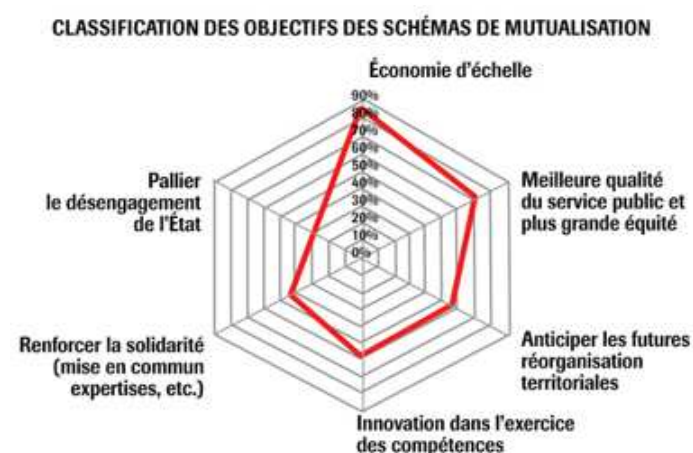 CLASSIFICATION DES OBJECTIFS DES SCHÉMAS DE MUTUALISATION
Économie d'échelle
90%
80%
70%
60%
50%
40%
30%
20%
10%
0%
Pallier
le désengagement
de l'État
Meilleure qualité
du service public et
plus grande équité
Renforcer la solidarité
(mise en commun
expertises, etc.)
Anticiper les futures
réorganisation
territoriales
Innovation dans l'exercice
des compétences